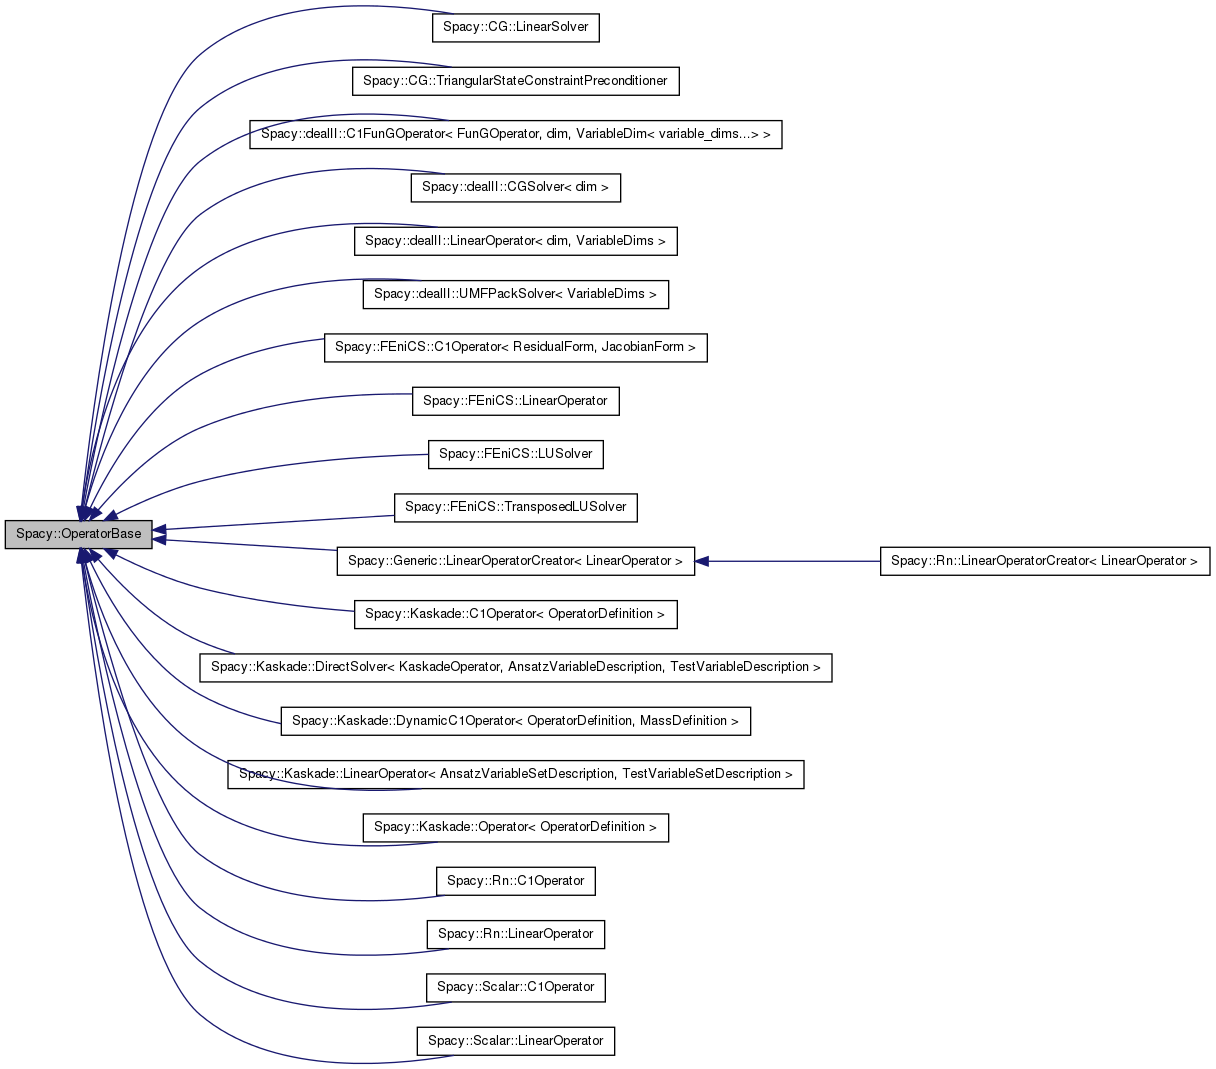 Spacy::CG::LinearSolver
Spacy::CG::TriangularStateConstraintPreconditioner
Spacy::dealII::C1FunGOperator< FunGOperator, dim, VariableDim< variable_dims...> >
Spacy::dealII::CGSolver< dim >
Spacy::dealII::LinearOperator< dim, VariableDims >
Spacy::dealII::UMFPackSolver< VariableDims >
Spacy::FEniCS::C1Operator< ResidualForm, JacobianForm >
Spacy::FEniCS::LinearOperator
Spacy::FEniCS::LUSolver
Spacy::FEniCS::TransposedLUSolver
Spacy::OperatorBase
Spacy::Generic::LinearOperatorCreator< LinearOperator >
Spacy::Rn::LinearOperatorCreator< LinearOperator >
Spacy::Kaskade::C1Operator< OperatorDefinition >
Spacy::Kaskade::DirectSolver< KaskadeOperator, AnsatzVariableDescription, TestVariableDescription >
Spacy::Kaskade::DynamicC1Operator< OperatorDefinition, MassDefinition >
Spacy::Kaskade::LinearOperator< AnsatzVariableSetDescription, TestVariableSetDescription >
Spacy::Kaskade::Operator< OperatorDefinition >
Spacy::Rn::C1Operator
Spacy::Rn::LinearOperator
Spacy::Scalar::C1Operator
Spacy::Scalar::LinearOperator